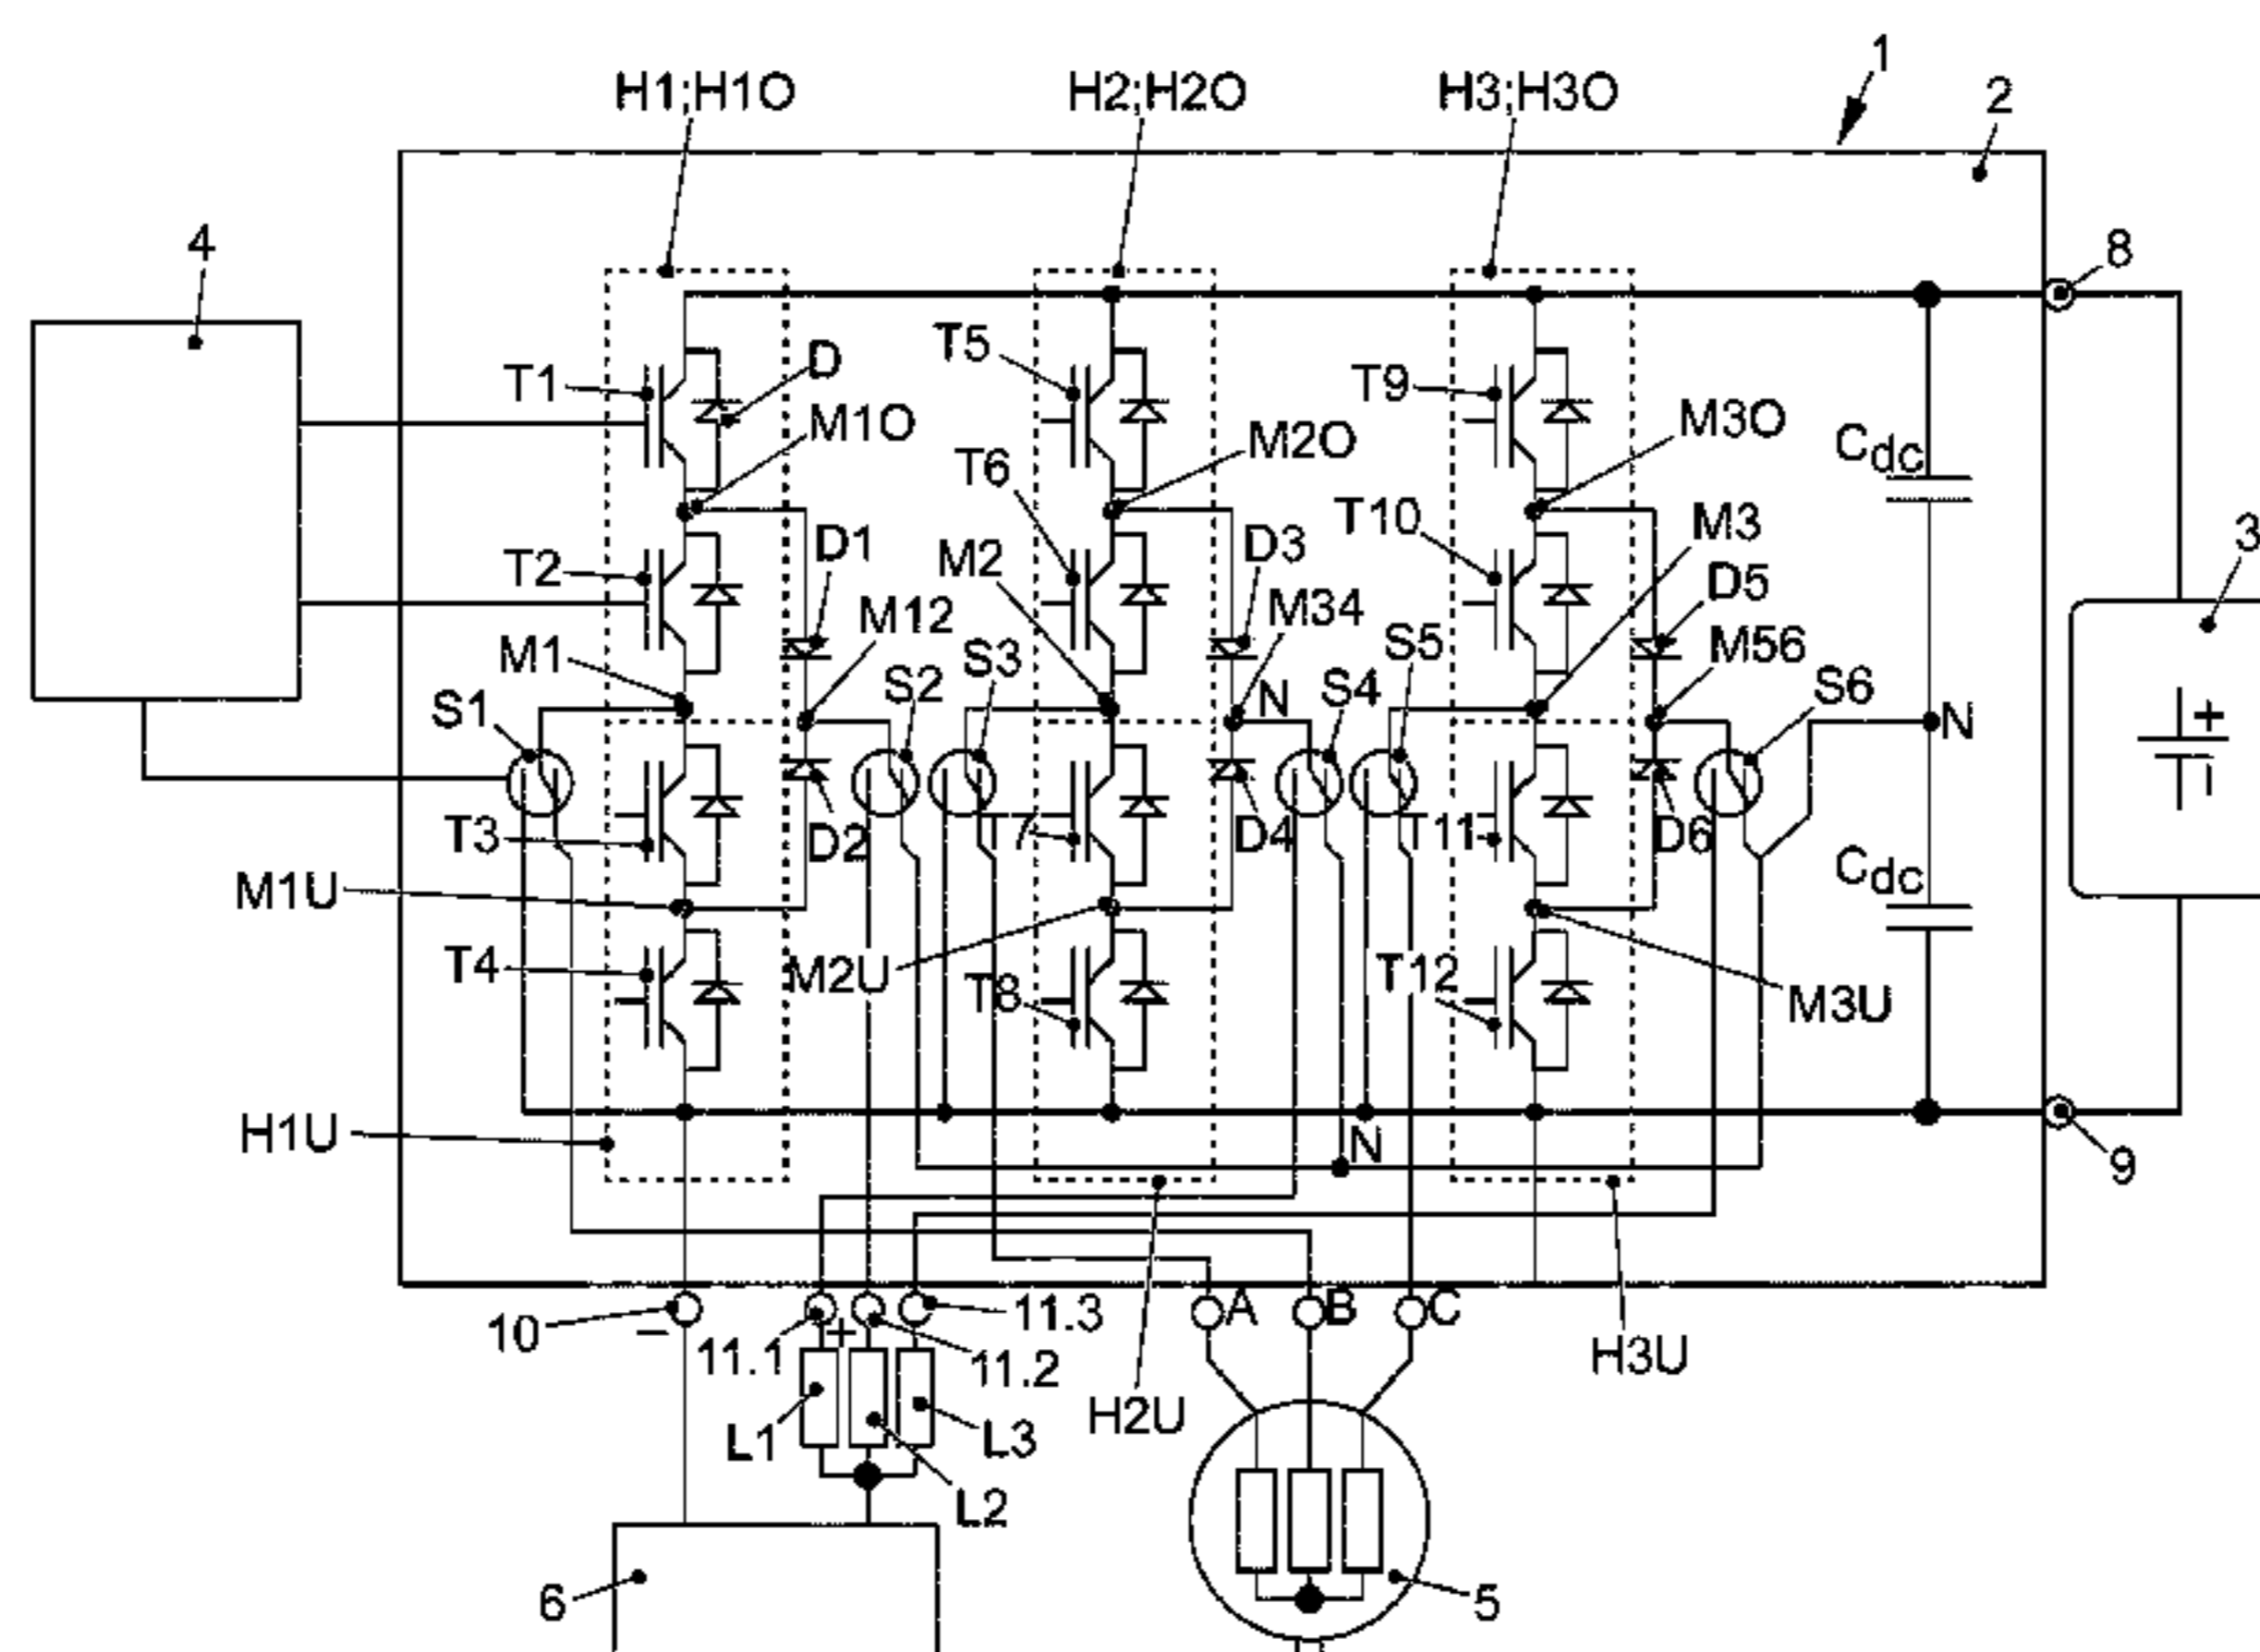 1
H1;H1O
H2;H2O
H3;H3O
2
4
8
T5
T1
D
T9
M1O
M2O
M3O
Cdc
T6
T10
M3
3
D1
D3
T2
M2
D5
M12
M34
M1
S3
S5
M56
S2
N
S4
S6
S1
N
+
–
T3
D2
7
D4
T11
D6
Cdc
M1U
T4
M2U
T8
T12
M3U
H1U
N
9
10
–
11.1
+
11.2
11.3
A
B
C
H3U
L1
L3
H2U
L2
6
5